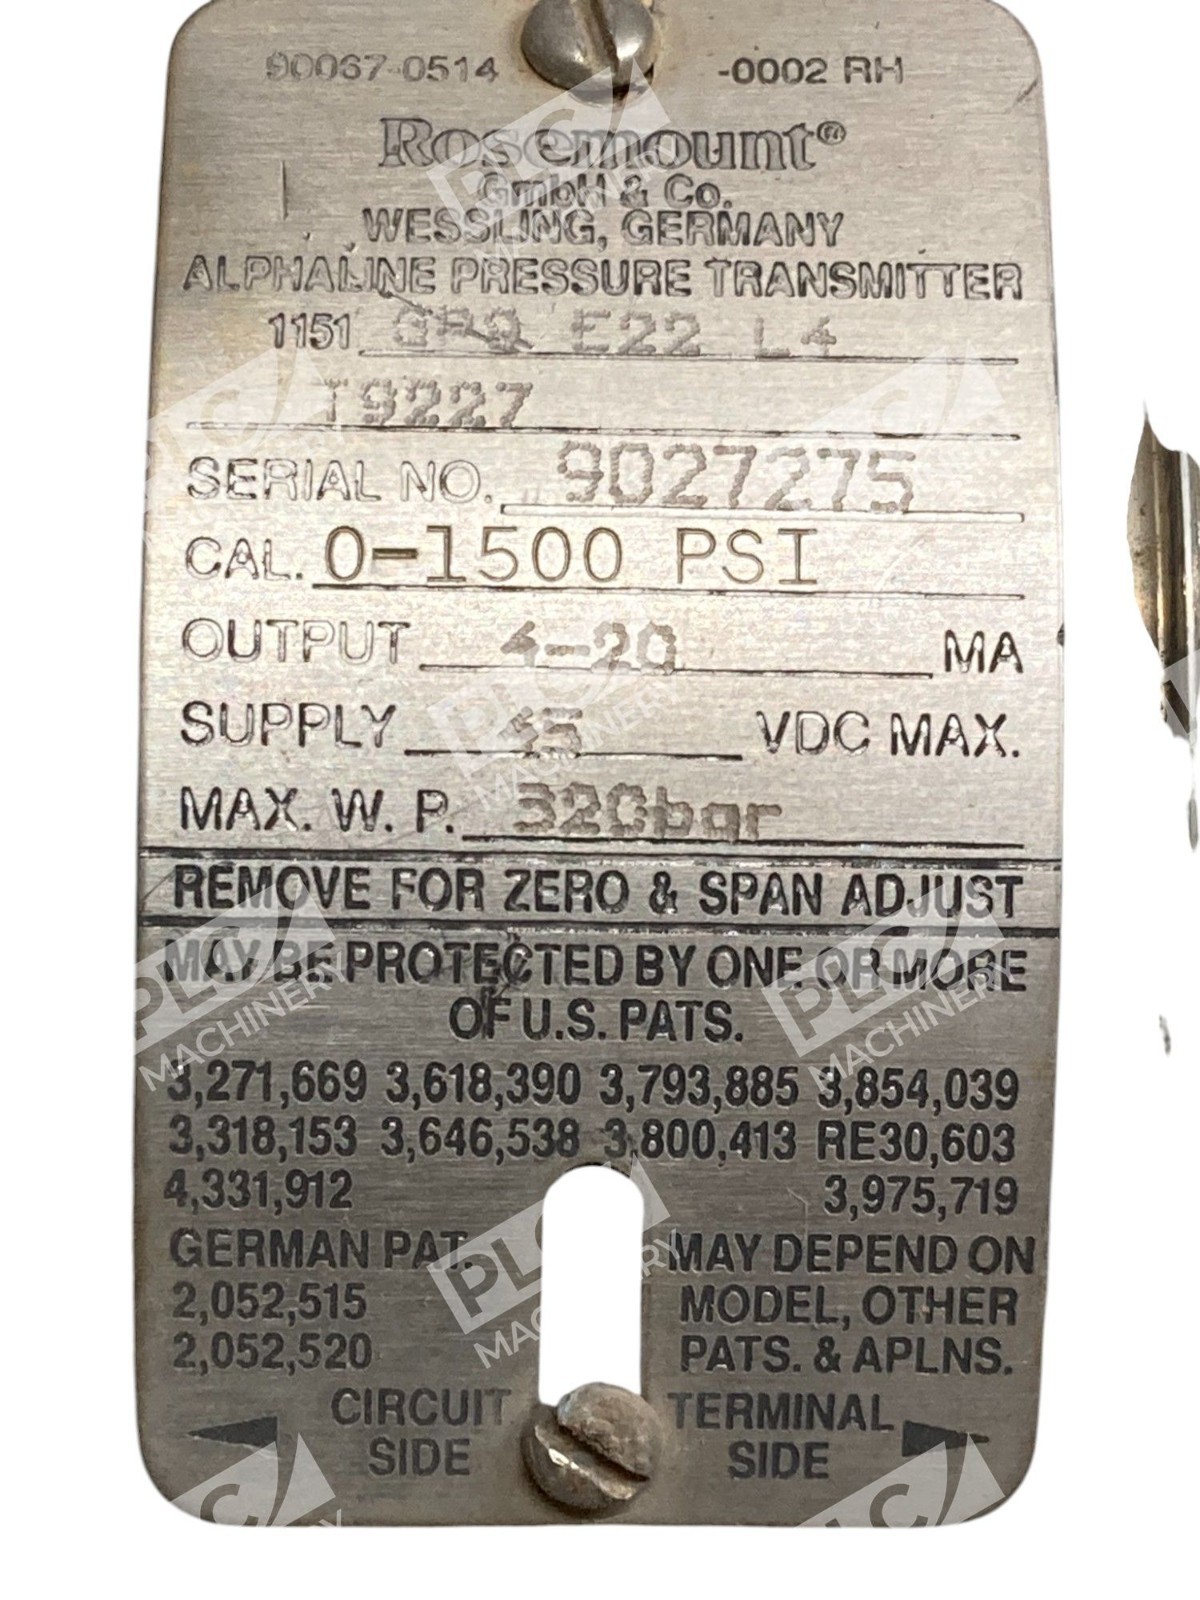 90067-0514 -0002 RH
Rosemount®
GmbH & Co.
WESSLING, GERMANY
ALPHALINE PRESSURE TRANSMITTER
1151 GP9 E22 L4
T9227
SERIAL NO. 9027275
CAL. 0-1500 PSI
OUTPUT 4-20 MA
SUPPLY 45 VDC MAX.
MAX. W. P. 320bar
REMOVE FOR ZERO & SPAN ADJUST
MAY BE PROTECTED BY ONE OR MORE
OF U.S. PATS.
3,271,669 3,618,390 3,793,885 3,854,039
3,318,153 3,646,538 3,800,413 RE30,603
4,331,912 3,975,719
GERMAN PAT. MAY DEPEND ON
2,052,515 MODEL, OTHER
2,052,520 PATS. & APLNS.
CIRCUIT TERMINAL
SIDE SIDE
PLC MACHINERY